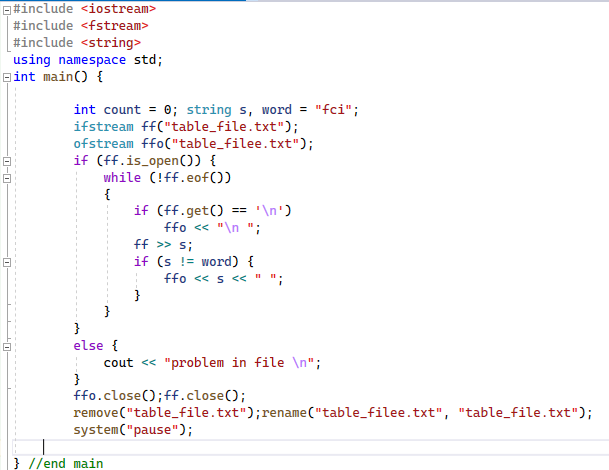 #include <iostream>
#include <fstream>
#include <string>
using namespace std;
int main() {
int count = 0; string s, word = "fci";
ifstream ff("table_file.txt");
ofstream ffo("table_filee.txt");
if (ff.is_open()) {
while (!ff.eof())
{
if (ff.get() == '\n')
ffo << "\n ";
ff >> s;
if (s != word) {
ffo << s << " ";
}
}
}
else {
cout << "problem in file \n";
}
ffo.close();ff.close();
remove("table_file.txt");rename("table_filee.txt", "table_file.txt");
system("pause");
} //end main